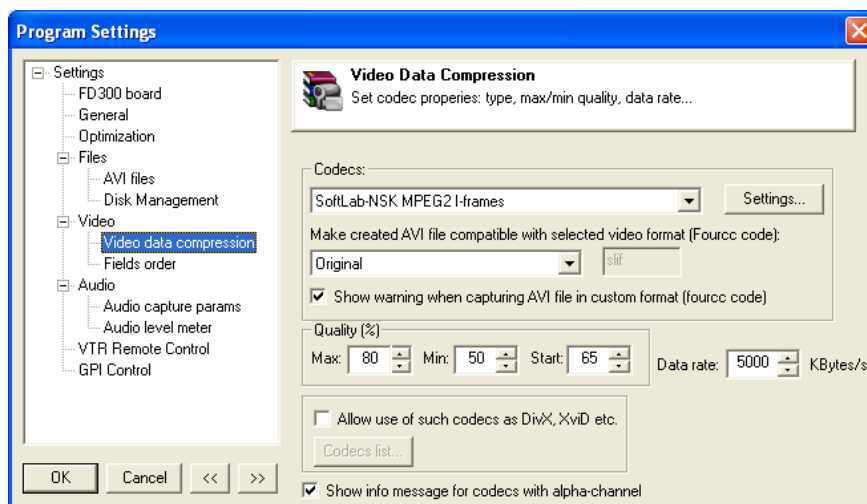 Program Settings
Settings
FD300 board
General
Optimization
Files
AVI files
Disk Management
Video
Video data compression
Fields order
Audio
Audio capture params
Audio level meter
VTR Remote Control
GPI Control
OK
Cancel
<<
>>
Video Data Compression
Set codec properies: type, max/min quality, data rate...
Codecs:
SoftLab-NSK MPEG2 I-frames
Settings...
Make created AVI file compatible with selected video format (Fourcc code):
Original
slif
Show warning when capturing AVI file in custom format (fourcc code)
Quality (%)
Max: 80 Min: 50 Start: 65
Data rate: 5000 KBytes/s
Allow use of such codecs as DivX, XviD etc.
Codecs list...
Show info message for codecs with alpha-channel